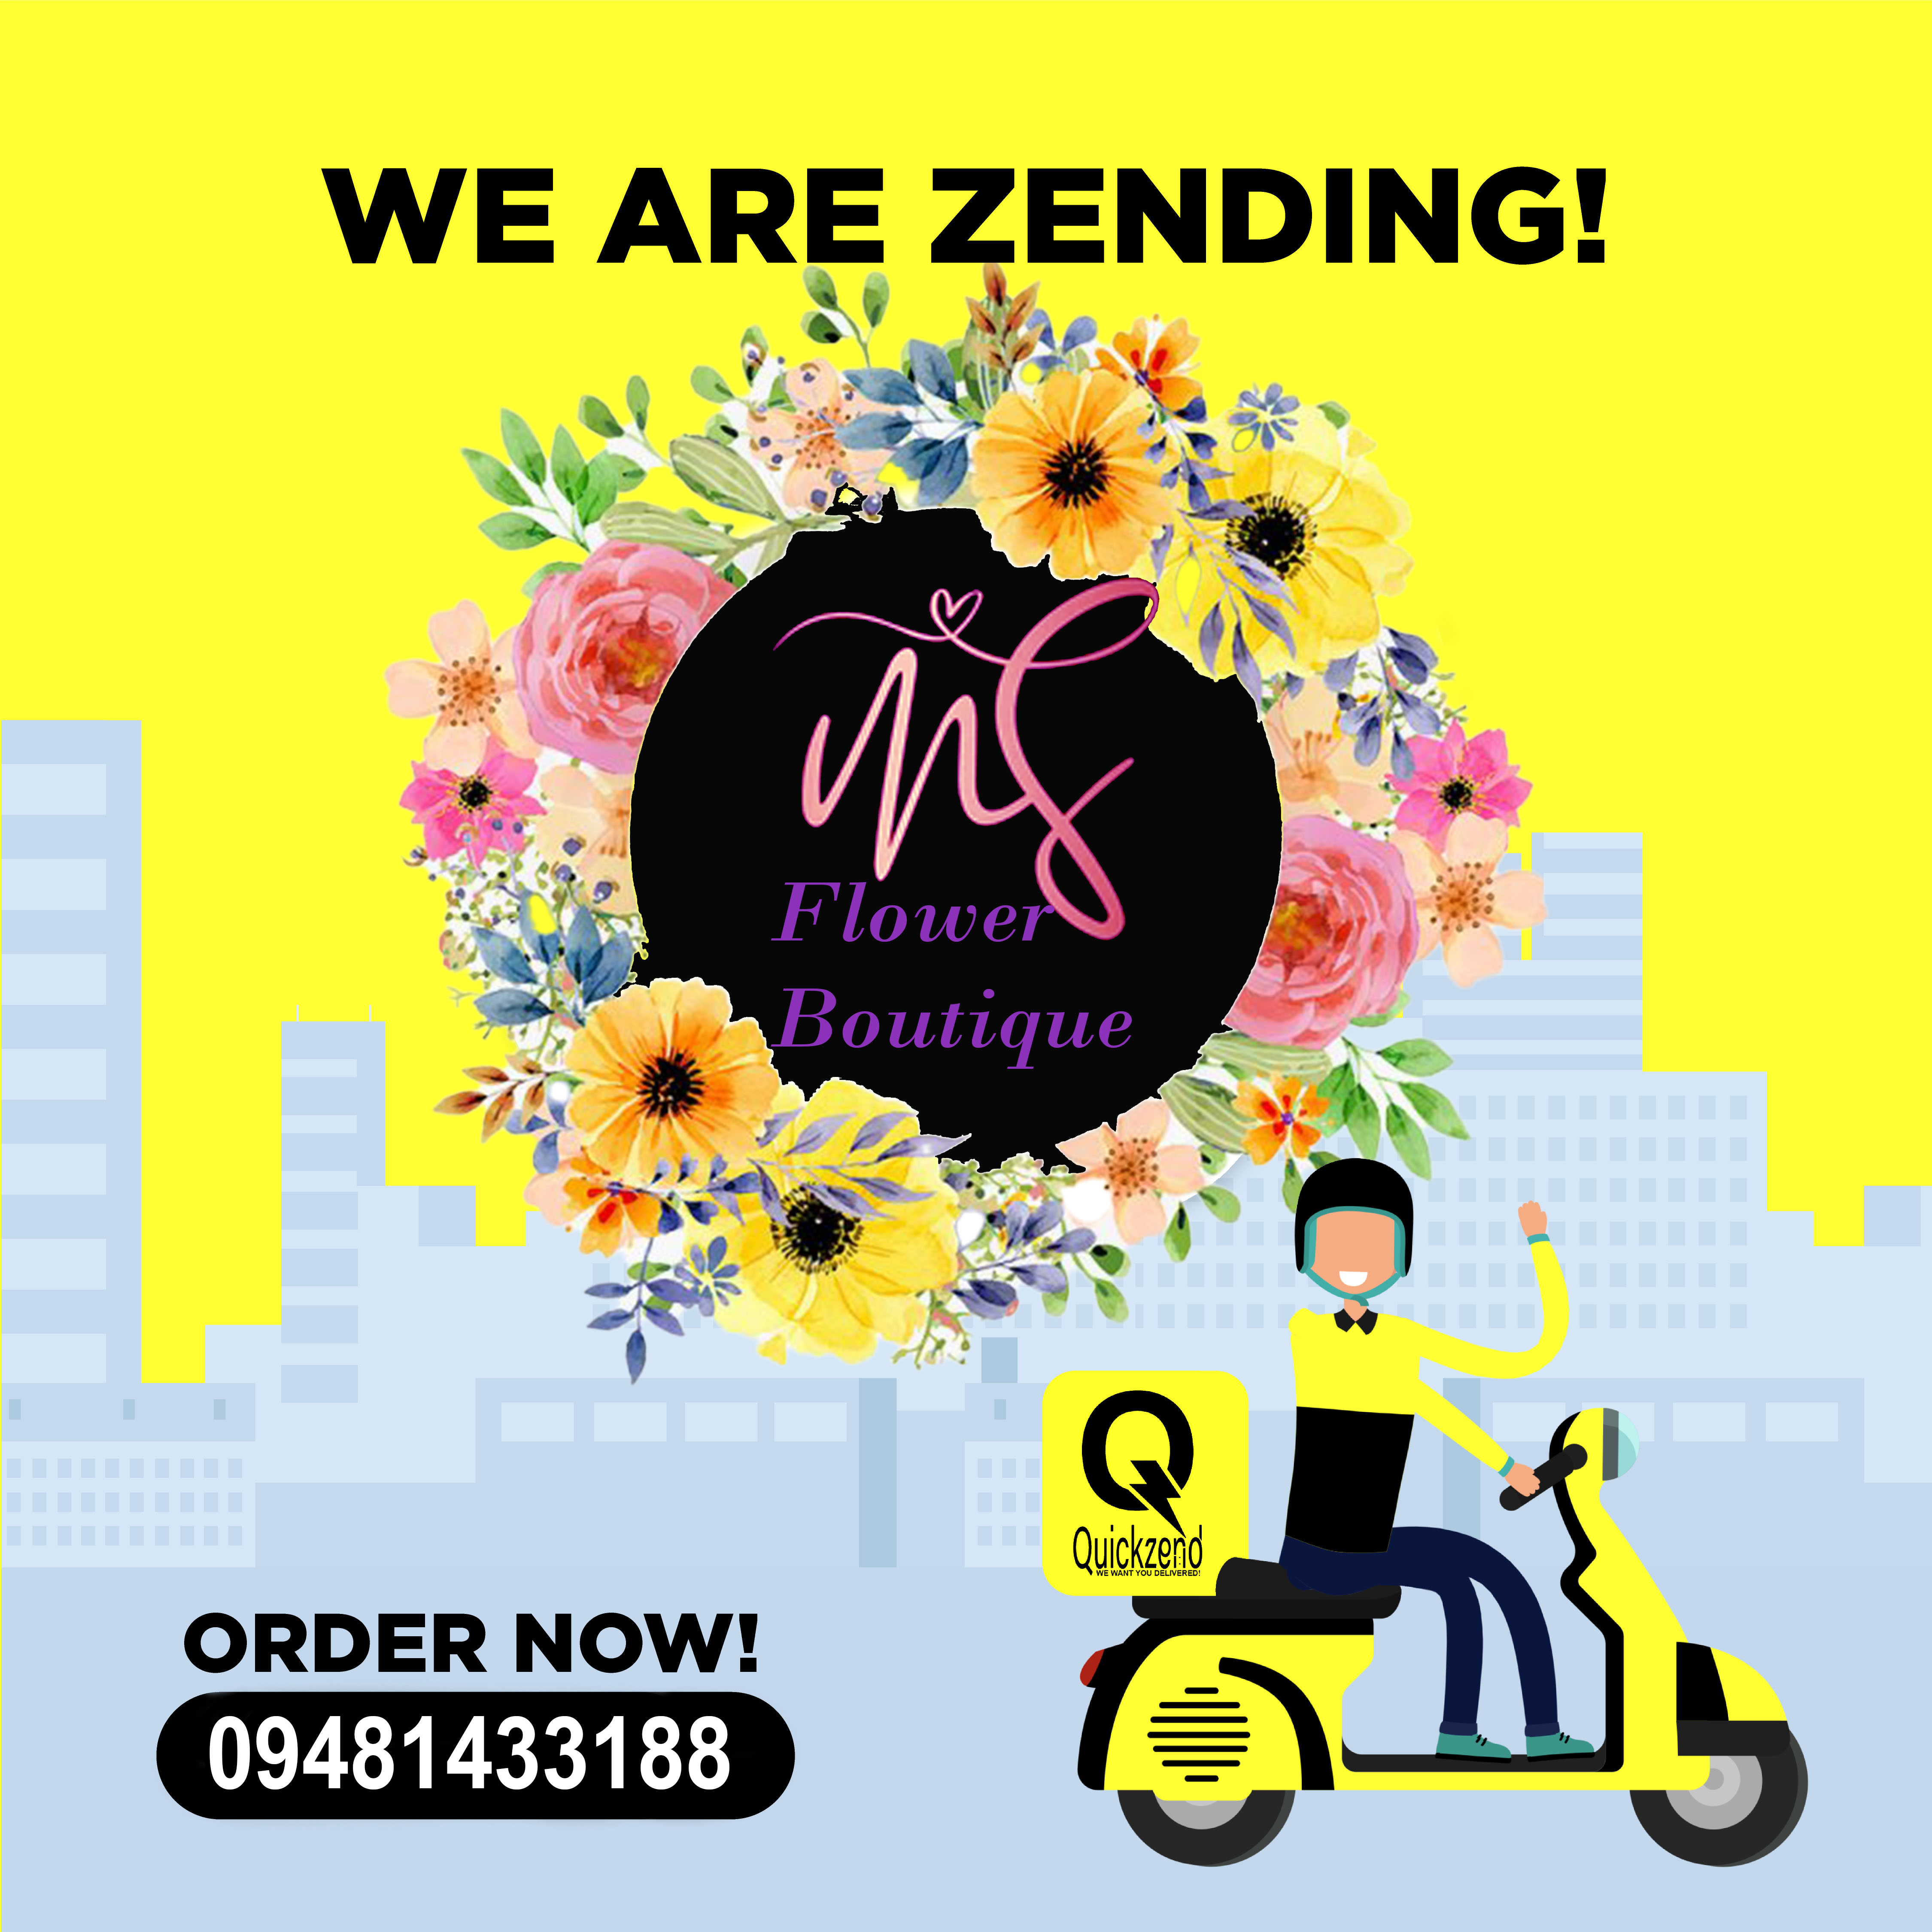 WE ARE ZENDING!
MS
Flower
Boutique
Q
Quickzend
WE WANT YOU DELIVERED!
ORDER NOW!
09481433188